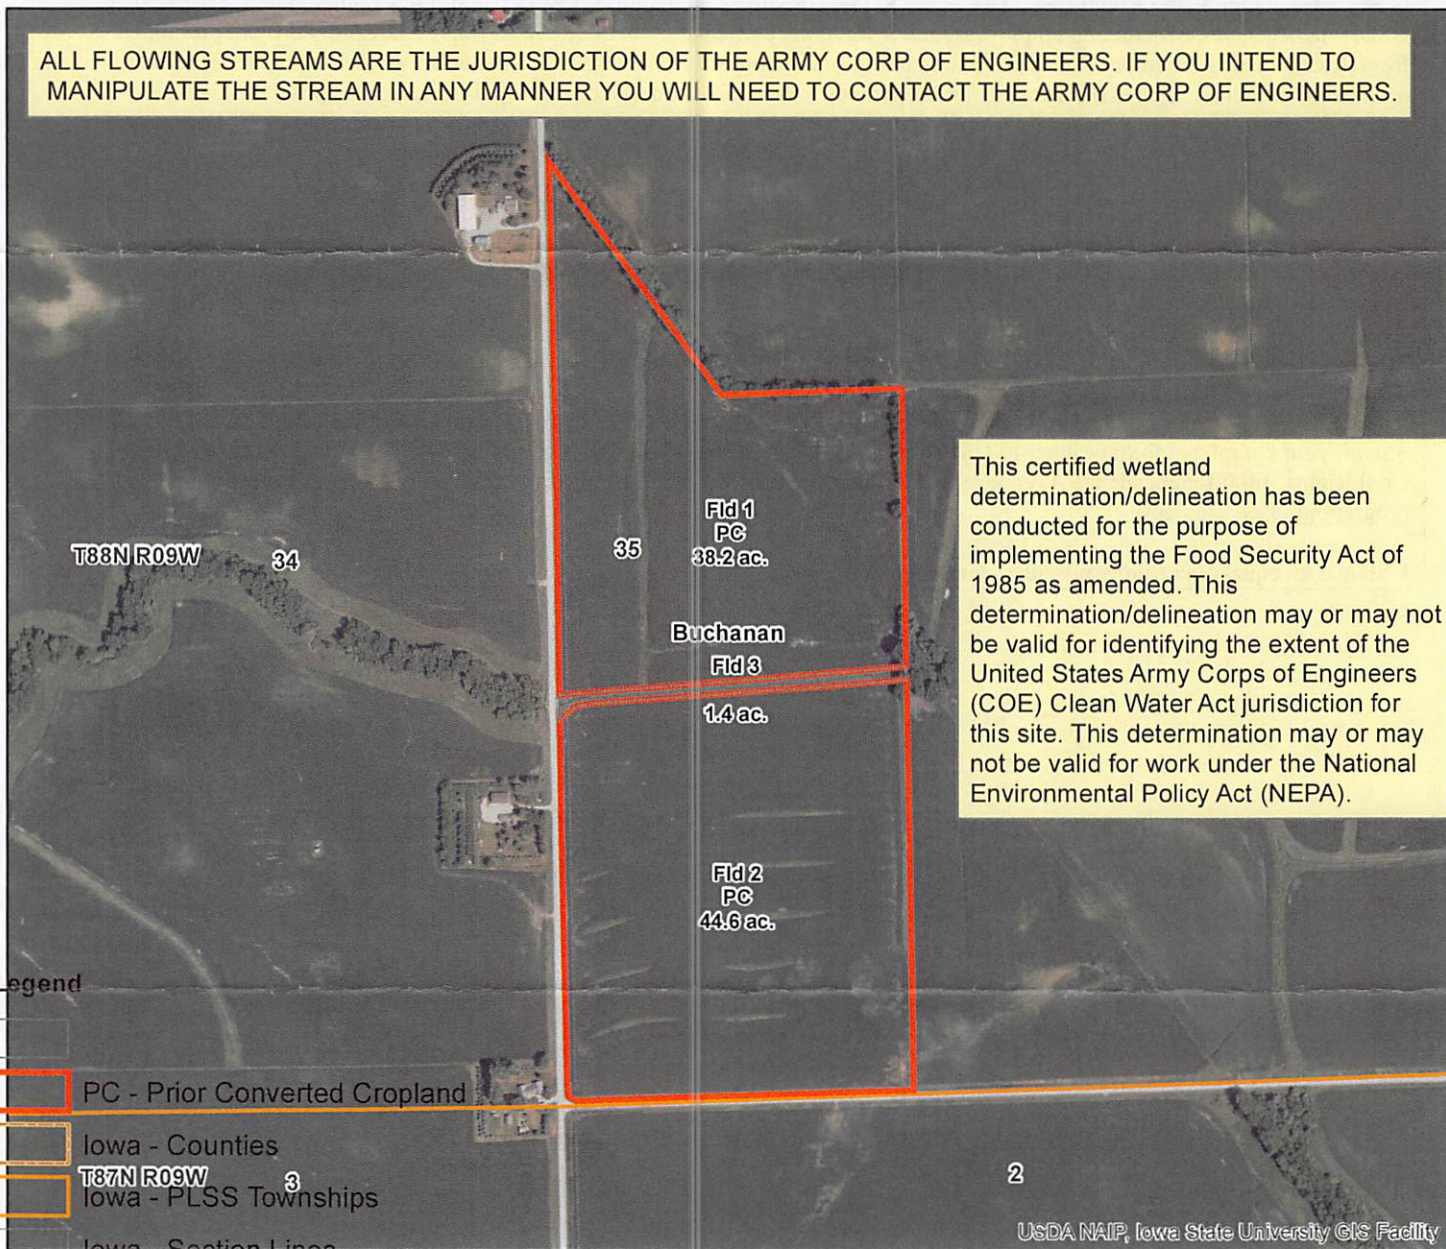 ALL FLOWING STREAMS ARE THE JURISDICTION OF THE ARMY CORP OF ENGINEERS. IF YOU INTEND TO
MANIPULATE THE STREAM IN ANY MANNER YOU WILL NEED TO CONTACT THE ARMY CORP OF ENGINEERS.
This certified wetland
determination/delineation has been
conducted for the purpose of
implementing the Food Security Act of
1985 as amended. This
determination/delineation may or may not
be valid for identifying the extent of the
United States Army Corps of Engineers
(COE) Clean Water Act jurisdiction for
this site. This determination may or may
not be valid for work under the National
Environmental Policy Act (NEPA).
Fld 1
PC
38.2 ac.
35
T88N R09W
34
Buchanan
Fld 3
1.4 ac.
Fld 2
PC
44.6 ac.
egend
PC - Prior Converted Cropland
Iowa - Counties
T87N R09W
3
2
Iowa - PLSS Townships
Iowa - Section Lines
USDA NAIP, Iowa State University GIS Facility